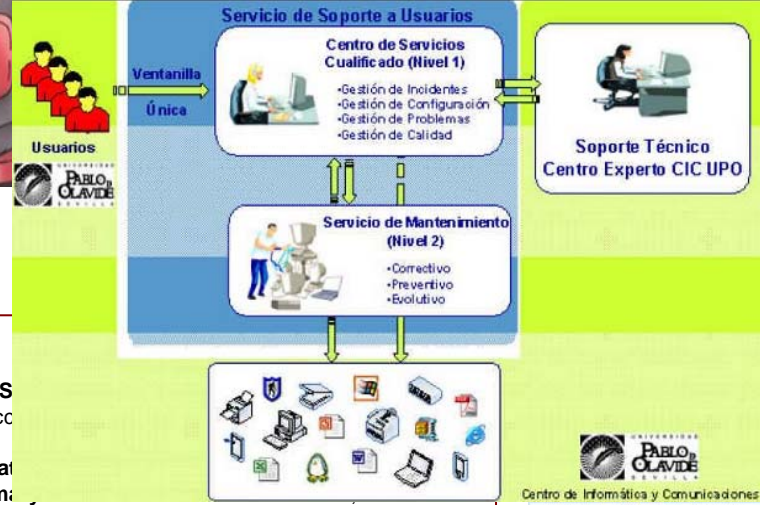 Servicio de Soporte a Usuarios
Centro de Servicios
Cualificado (Nivel 1)
•Gestión de Incidentes
•Gestión de Configuración
•Gestión de Problemas
•Gestión de Calidad
Ventanilla
Única
Usuarios
UNIVERSIDAD
PABLO DE
OLAVIDE
SEVILLA
Soporte Técnico
Centro Experto CIC UPO
Servicio de Mantenimiento
(Nivel 2)
•Correctivo
•Preventivo
•Evolutivo
UNIVERSIDAD
PABLO DE
OLAVIDE
SEVILLA
Centro de Informática y Comunicaciones